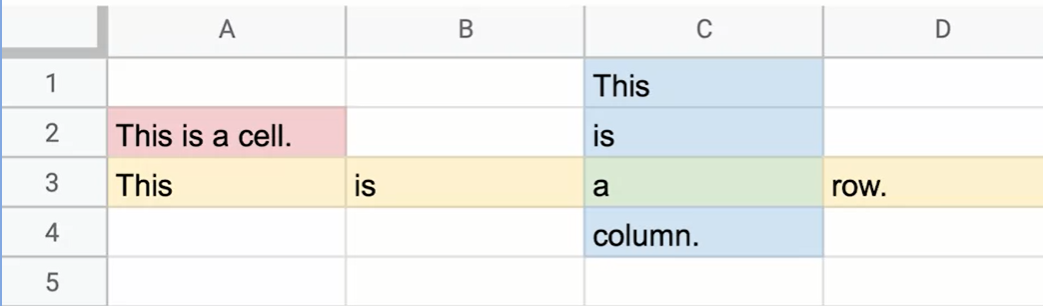 A B C D
1 This
2 This is a cell. is
3 This is a row.
4 column.
5